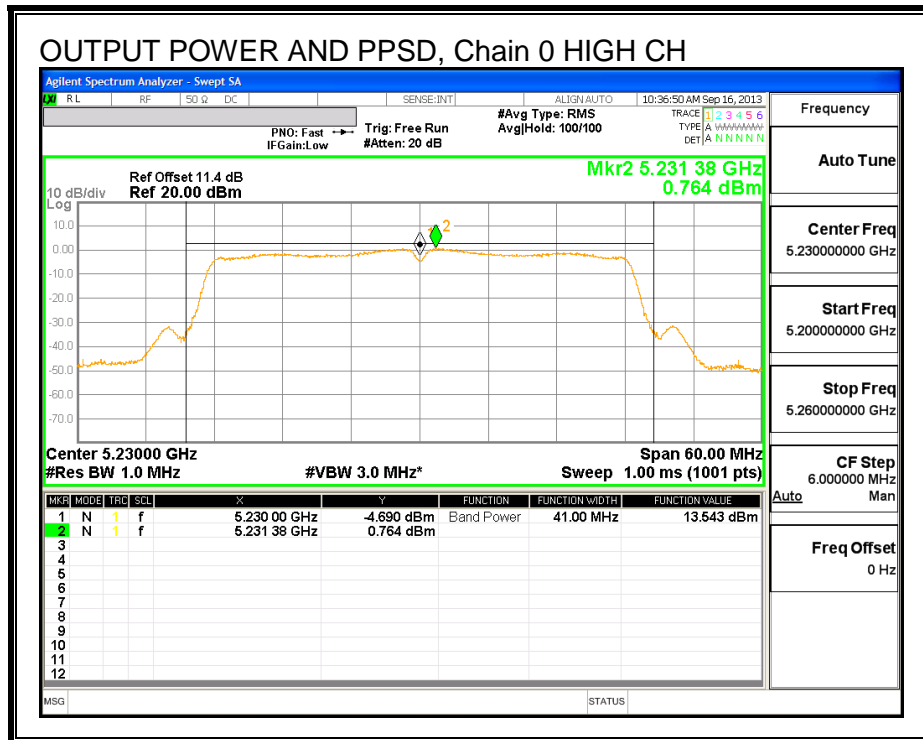 OUTPUT POWER AND PPSD, Chain 0 HIGH CH
Agilent Spectrum Analyzer - Swept SA
LXI RL RF 50 Ω DC SENSE:INT ALIGN AUTO 10:36:50 AM Sep 16, 2013
PNO: Fast Trig: Free Run #Avg Type: RMS TRACE 1 2 3 4 5 6
IFGain:Low #Atten: 20 dB Avg|Hold: 100/100 TYPE A WWWWW
DET A N N N N N
Frequency
Auto Tune
Center Freq
5.230000000 GHz
Start Freq
5.200000000 GHz
Stop Freq
5.260000000 GHz
CF Step
6.000000 MHz
Auto Man
Freq Offset
0 Hz
Mkr2 5.231 38 GHz
0.764 dBm
Ref Offset 11.4 dB
10 dB/div Ref 20.00 dBm
Log
10.0
0.00
-10.0
-20.0
-30.0
-40.0
-50.0
-60.0
-70.0
2
Center 5.23000 GHz Span 60.00 MHz
#Res BW 1.0 MHz #VBW 3.0 MHz* Sweep 1.00 ms (1001 pts)
MKR MODE TRC SCL X Y FUNCTION FUNCTION WIDTH FUNCTION VALUE
1 N 1 f 5.230 00 GHz -4.690 dBm Band Power 41.00 MHz 13.543 dBm
2 N 1 f 5.231 38 GHz 0.764 dBm
3
4
5
6
7
8
9
10
11
12
MSG STATUS